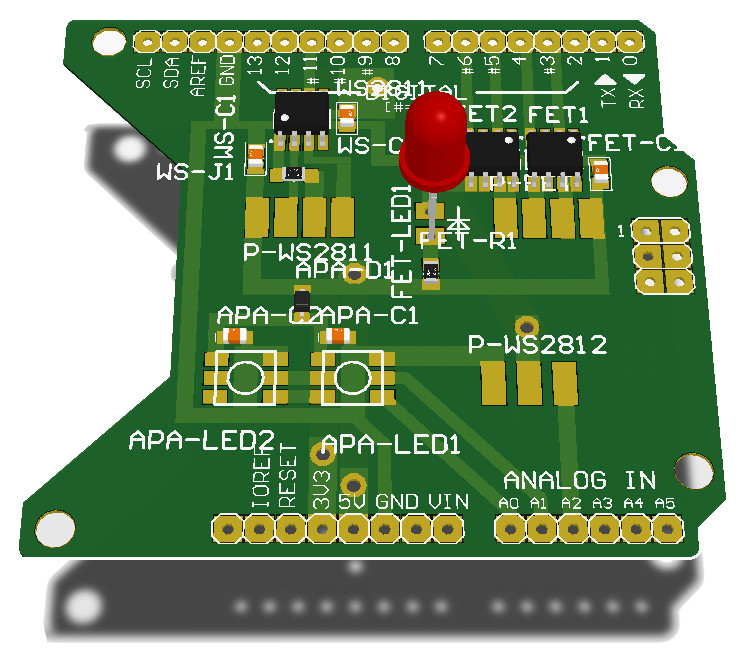 SCL SDA AREF GND 13 12 #11 #10 #9 8 7 #6 #5 4 #3 2 1 0
TX RX
WS2811
DIGITAL
WS-C1
FET2 FET1
FET-C1
WS-J1
1
FET-LED1
FET-R1
P-WS2811
APA-D1
APA-C2 APA-C1
P-WS2812
APA-LED2 APA-LED1
IOREF RESET 3V3 5V GND VIN
ANALOG IN
A0 A1 A2 A3 A4 A5